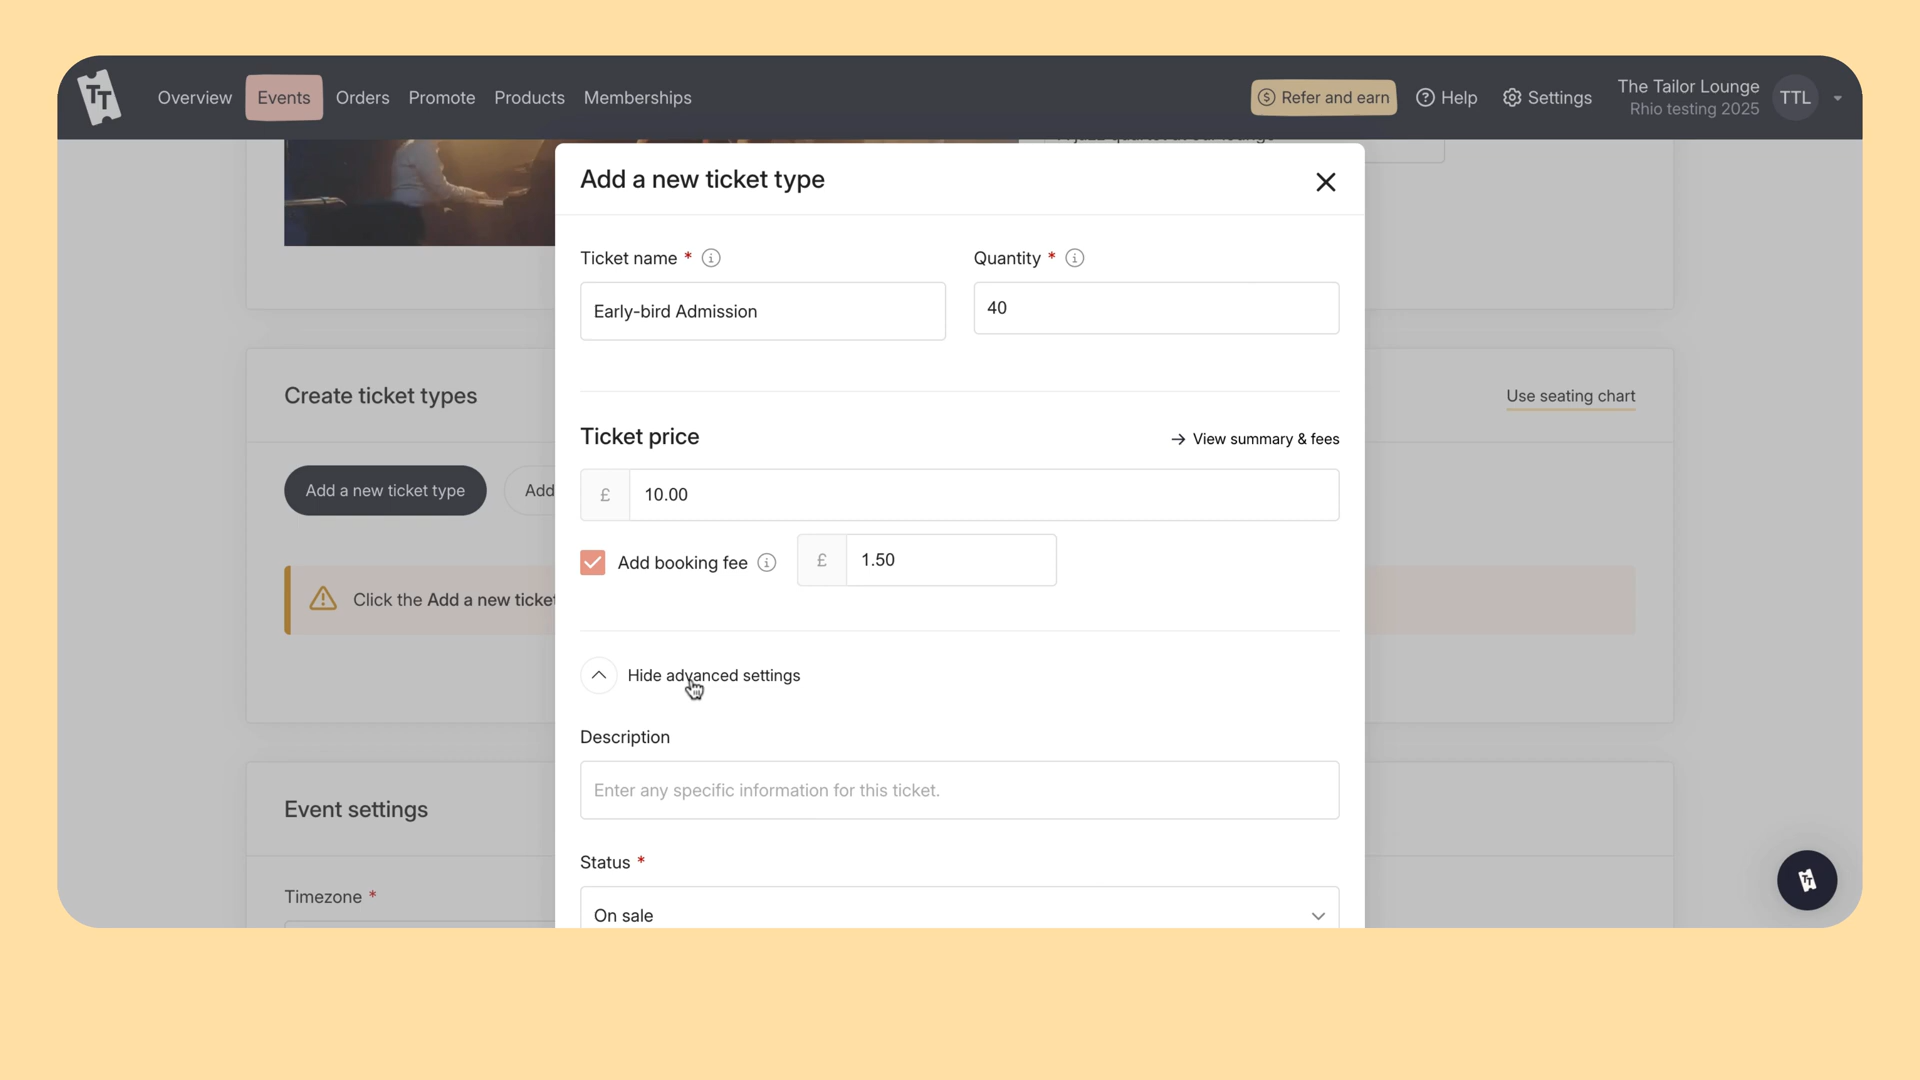 TT
Overview Events Orders Promote Products Memberships
Refer and earn Help Settings
The Tailor Lounge
Rhio testing 2025
TTL
Add a new ticket type
Ticket name * Quantity *
Early-bird Admission 40
Create ticket types
Use seating chart
Ticket price
View summary & fees
Add a new ticket type
Add
£ 10.00
Add booking fee £ 1.50
Click the Add a new ticket
Hide advanced settings
Description
Enter any specific information for this ticket.
Event settings
Status *
Timezone *
On sale
TT